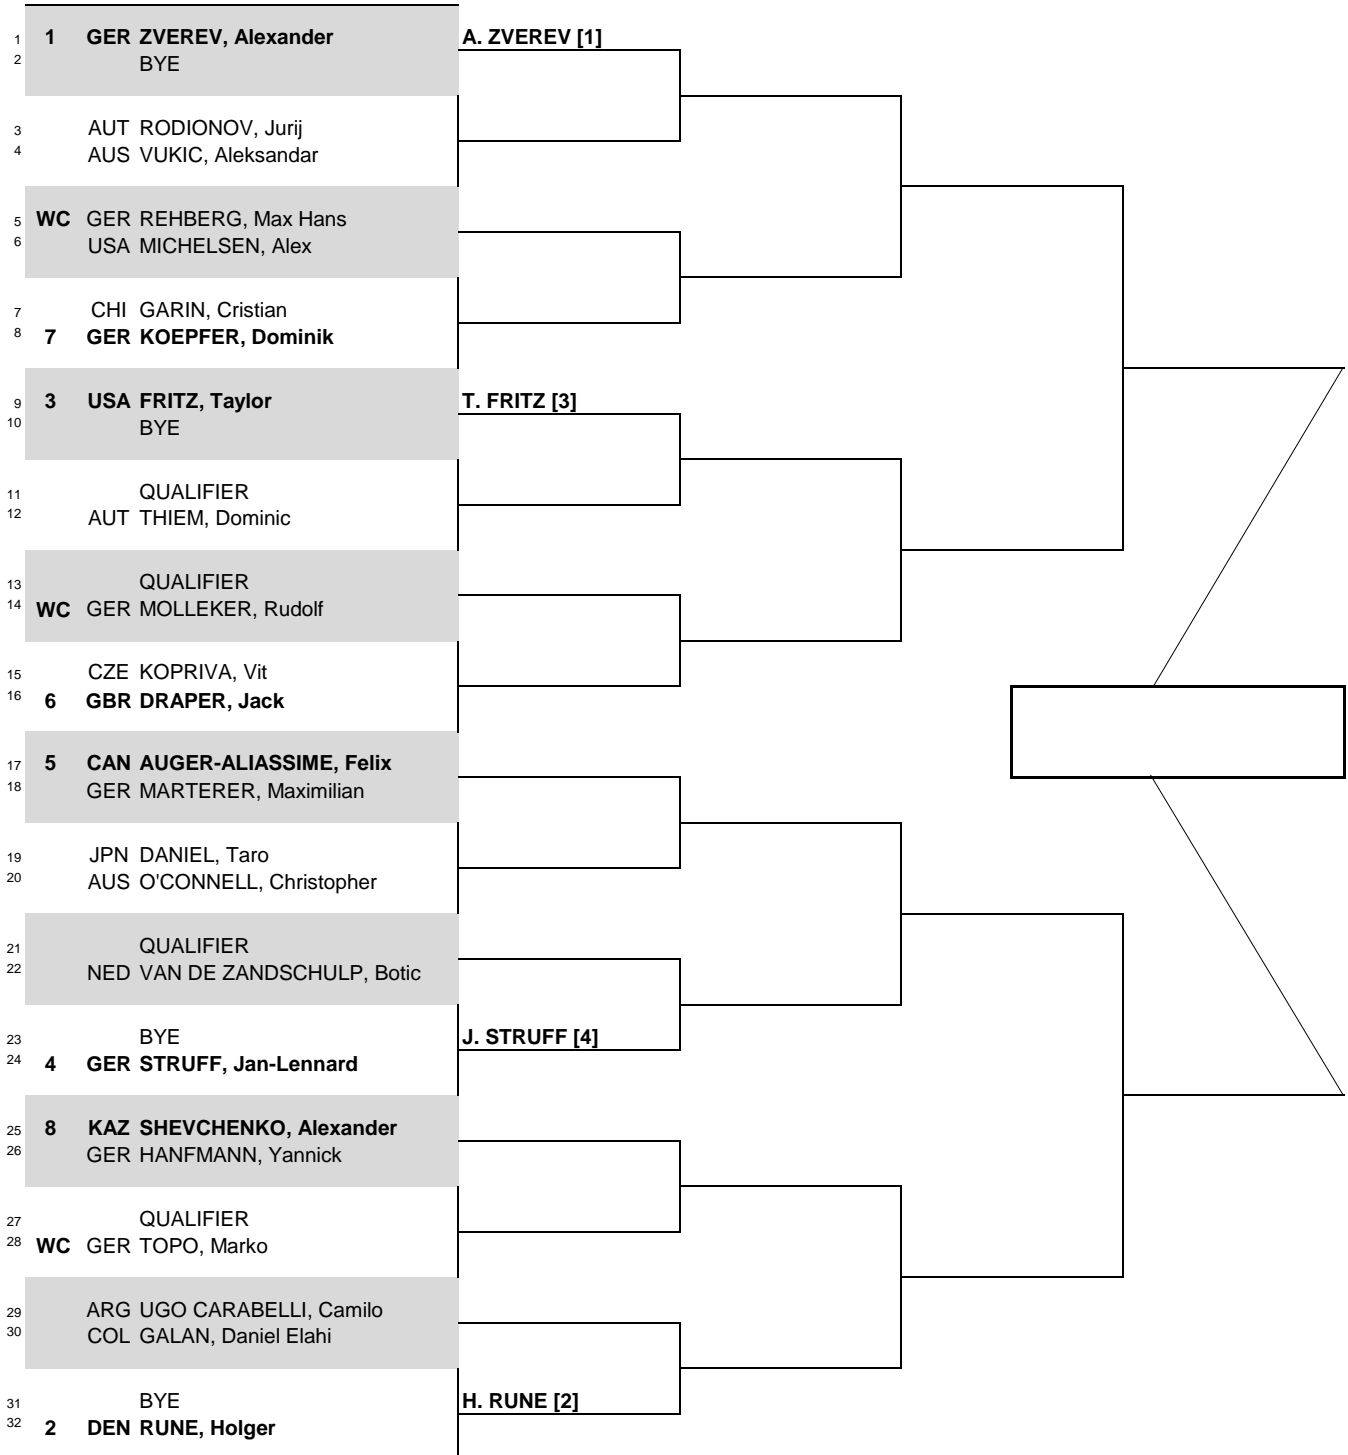 1 1 GER ZVEREV, Alexander A. ZVEREV [1]
2 BYE
3 AUT RODIONOV, Jurij
4 AUS VUKIC, Aleksandar
5 WC GER REHBERG, Max Hans
6 USA MICHELSEN, Alex
7 CHI GARIN, Cristian
8 7 GER KOEPFER, Dominik
9 3 USA FRITZ, Taylor T. FRITZ [3]
10 BYE
11 QUALIFIER
12 AUT THIEM, Dominic
13 QUALIFIER
14 WC GER MOLLEKER, Rudolf
15 CZE KOPRIVA, Vit
16 6 GBR DRAPER, Jack
17 5 CAN AUGER-ALIASSIME, Felix
18 GER MARTERER, Maximilian
19 JPN DANIEL, Taro
20 AUS O'CONNELL, Christopher
21 QUALIFIER
22 NED VAN DE ZANDSCHULP, Botic
23 BYE J. STRUFF [4]
24 4 GER STRUFF, Jan-Lennard
25 8 KAZ SHEVCHENKO, Alexander
26 GER HANFMANN, Yannick
27 QUALIFIER
28 WC GER TOPO, Marko
29 ARG UGO CARABELLI, Camilo
30 COL GALAN, Daniel Elahi
31 BYE H. RUNE [2]
32 2 DEN RUNE, Holger